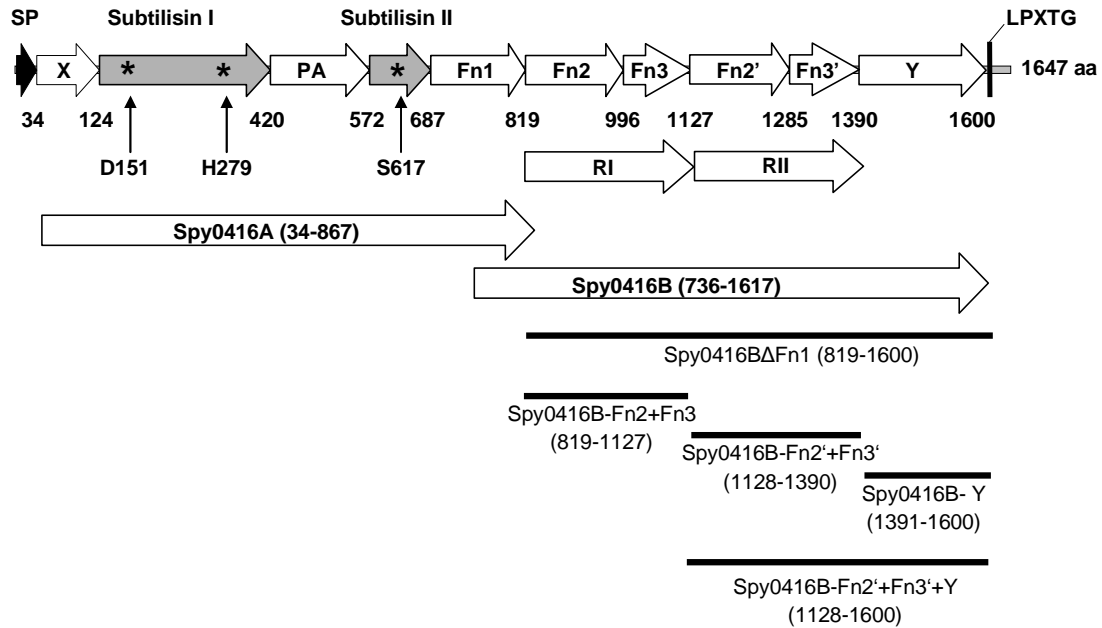 SP Subtilisin I Subtilisin II LPXTG
* * *
X PA Fn1 Fn2 Fn3 Fn2' Fn3' Y 1647 aa
34 124 420 572 687 819 996 1127 1285 1390 1600
D151 H279 S617
RI RII
Spy0416A (34-867)
Spy0416B (736-1617)
Spy0416BΔFn1 (819-1600)
Spy0416B-Fn2+Fn3
(819-1127)
Spy0416B-Fn2‘+Fn3‘
(1128-1390)
Spy0416B- Y
(1391-1600)
Spy0416B-Fn2‘+Fn3‘+Y
(1128-1600)